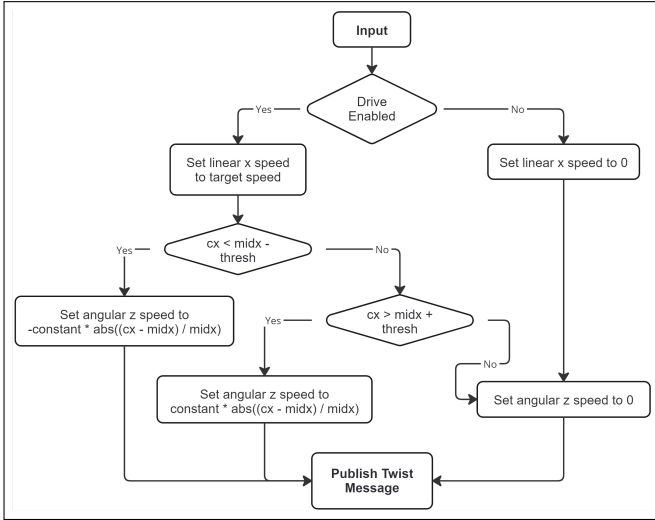 Input
Drive
Enabled
Yes
No
Set linear x speed
to target speed
Set linear x speed to 0
cx < midx -
thresh
Yes
No
Set angular z speed to
-constant * abs((cx - midx) / midx)
cx > midx +
thresh
Yes
No
Set angular z speed to
constant * abs((cx - midx) / midx)
Set angular z speed to 0
Publish Twist
Message